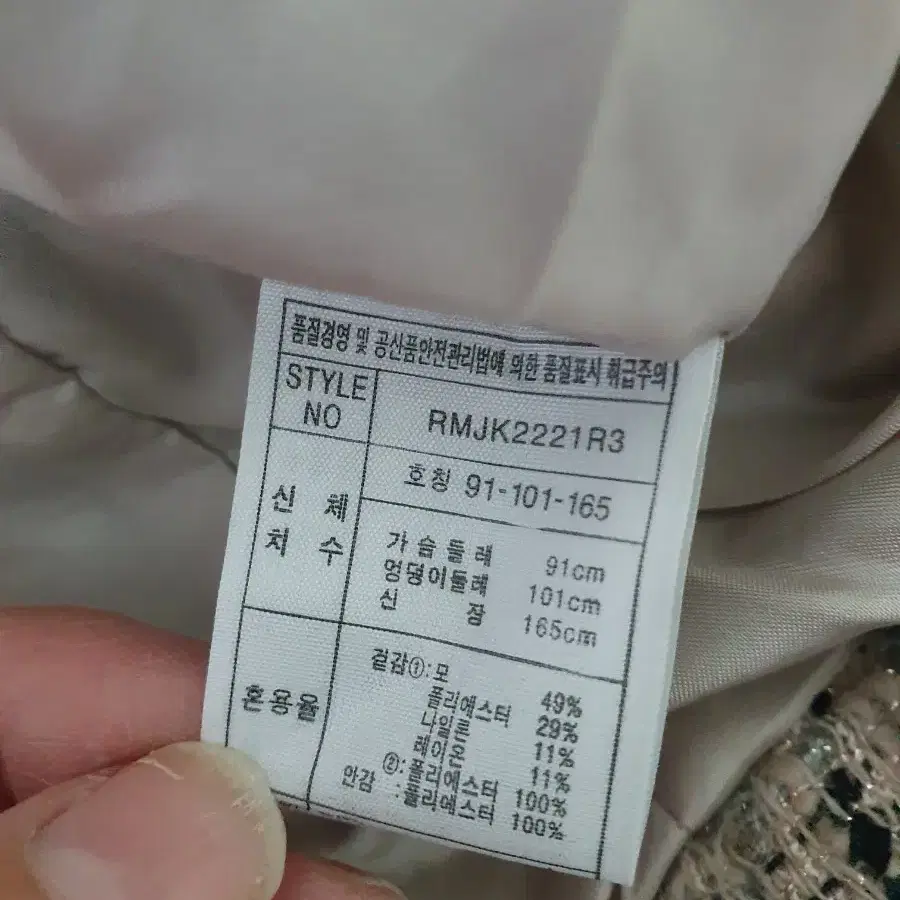 품질경영 및 공산품안전관리법에 의한 품질표시 취급주의
STYLE NO RMJK2221R3
신체 치수
호칭 91-101-165
가슴둘레 91cm
엉덩이둘레 101cm
신장 165cm
혼용율
겉감①:모 49%
폴리에스터 29%
나일론 11%
레이온 11%
②:폴리에스터 100%
안감 :폴리에스터 100%